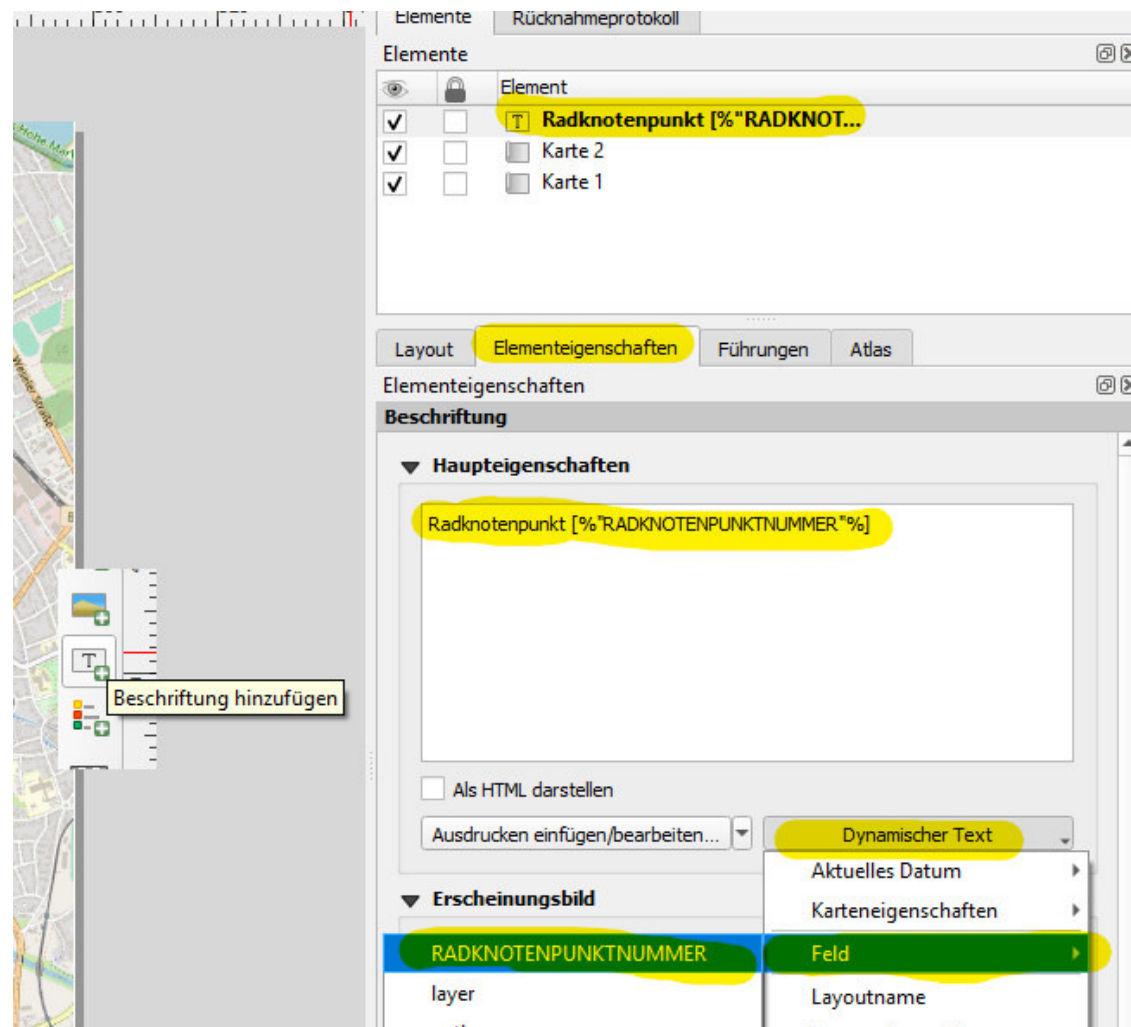 Elemente Rücknahmeprotokoll
Elemente
Element
Radknotenpunkt [%"RADKNOT...
Karte 2
Karte 1
Layout Elementeigenschaften Führungen Atlas
Elementeigenschaften
Beschriftung
Haupteigenschaften
Radknotenpunkt [%"RADKNOTENPUNKTNUMMER"%]
Beschriftung hinzufügen
Als HTML darstellen
Ausdrucken einfügen/bearbeiten... Dynamischer Text
Aktuelles Datum
Erscheinungsbild
Karteneigenschaften
RADKNOTENPUNKTNUMMER Feld
layer Layoutname